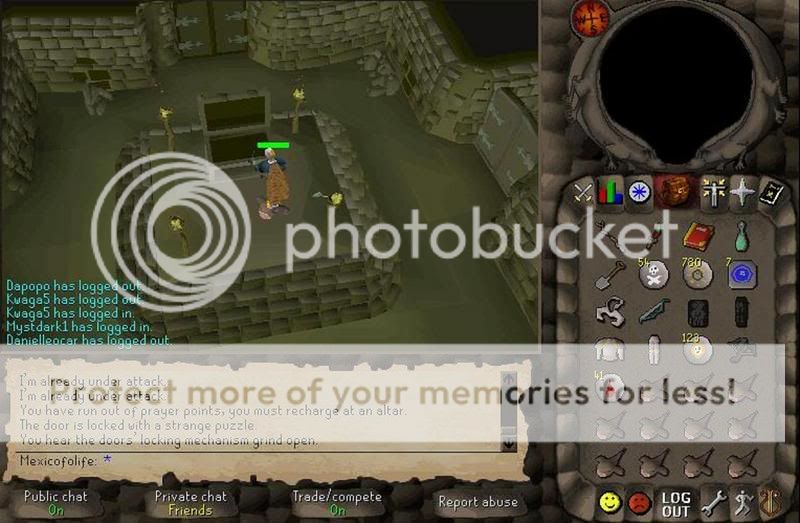 N
W E
S
photobucket
54
780
7
123
41
Dapopo has logged out.
Kwaga5 has logged out.
Kwaga5 has logged in.
Mystdark1 has logged in.
Danielleocar has logged out.
Protect more of your memories for less!
I'm already under attack.
I'm already under attack.
You have run out of prayer points, you must recharge at an altar.
The door is locked with a strange puzzle.
You hear the doors' locking mechanism grind open.
Mexicofolife: *
Public chat
On
Private chat
Friends
Trade/compete
On
Report abuse
LOG
OUT